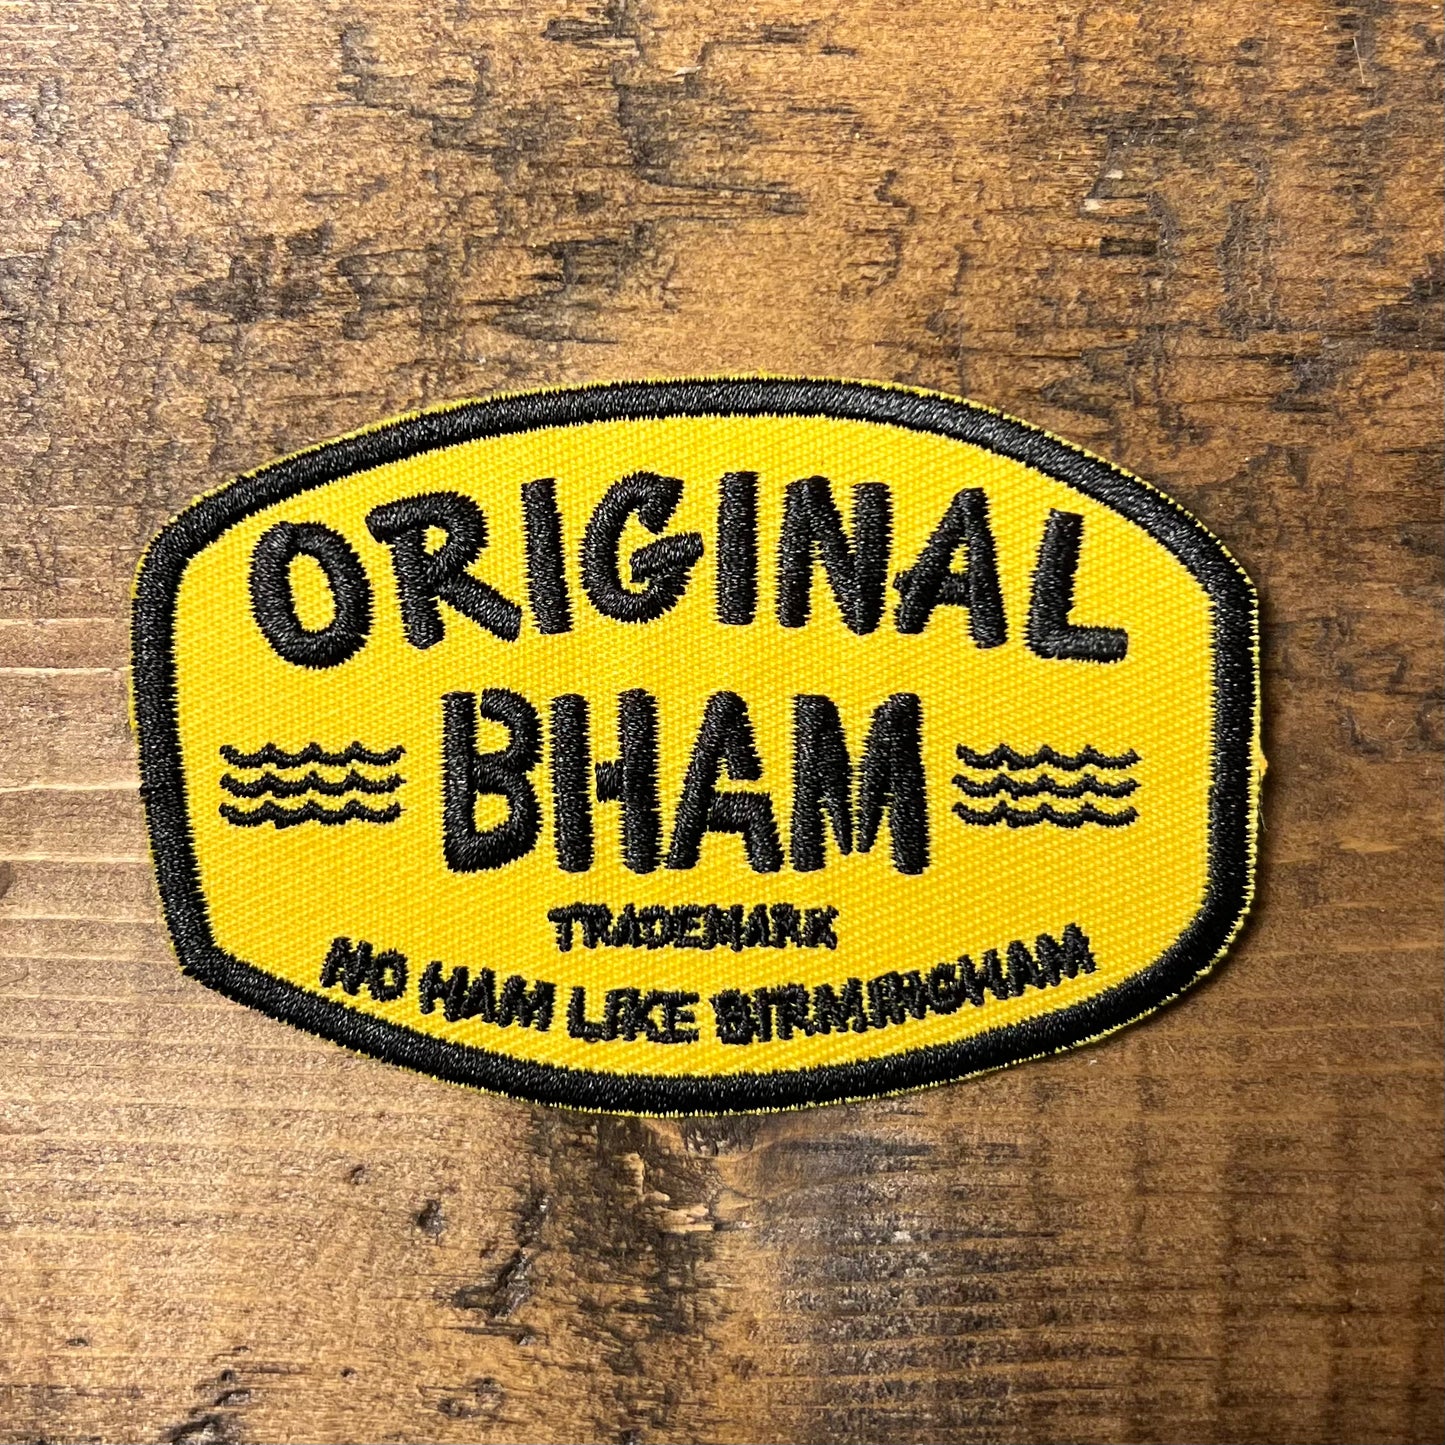 ORIGINAL
BHAM
TRADEMARK
NO HAM LIKE BIRMINGHAM